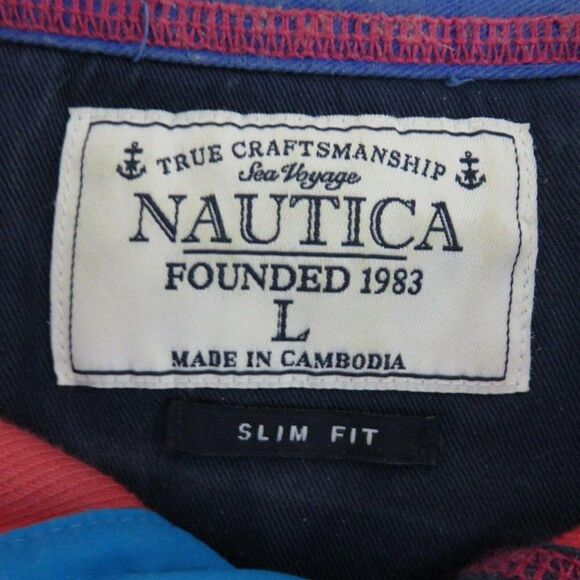 TRUE CRAFTSMANSHIP
Sea Voyage
NAUTICA
FOUNDED 1983
L
MADE IN CAMBODIA
SLIM FIT